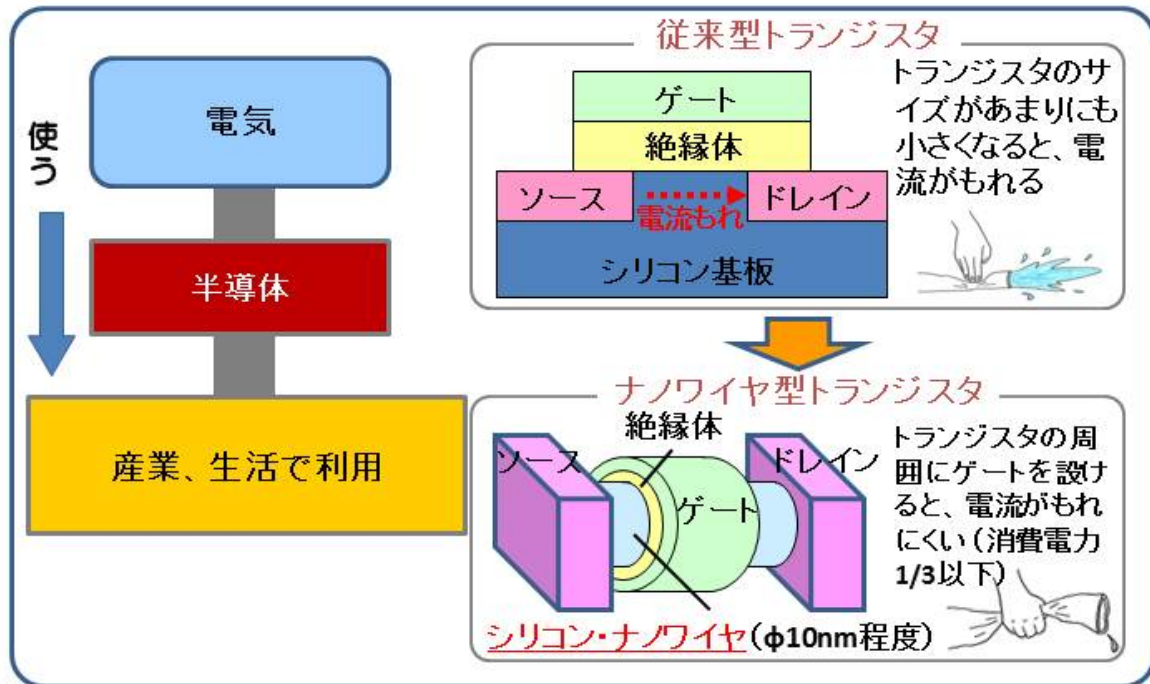 使う
電気
半導体
産業、生活で利用
従来型トランジスタ
ゲート
絶縁体
ソース
ドレイン
電流もれ
シリコン基板
トランジスタのサ
イズがあまりにも
小さくなると、電
流がもれる
ナノワイヤ型トランジスタ
絶縁体
ソース
ドレイン
ゲート
シリコン・ナノワイヤ(φ10nm程度)
トランジスタの周
囲にゲートを設け
ると、電流がもれ
にくい(消費電力
1/3以下)